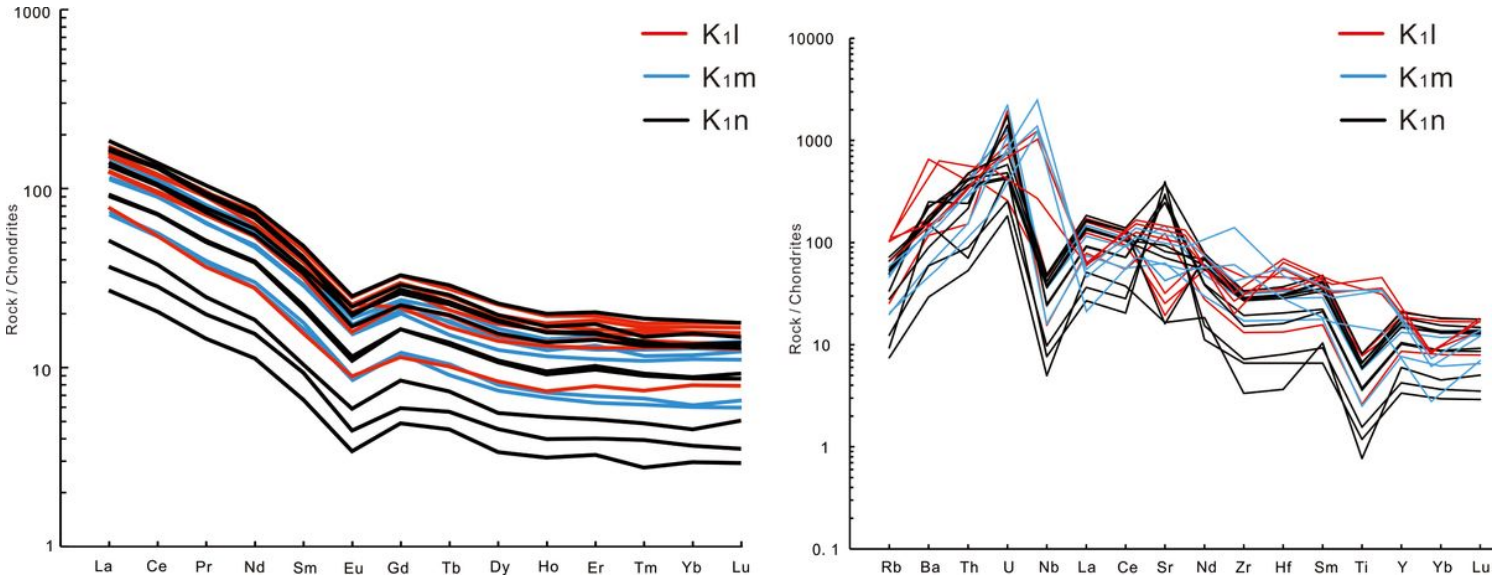 1000
100
10
1
Rock / Chondrites
K1l
K1m
K1n
La Ce Pr Nd Sm Eu Gd Tb Dy Ho Er Tm Yb Lu
10000
1000
100
10
1
0.1
Rock / Chondrites
K1l
K1m
K1n
Rb Ba Th U Nb La Ce Sr Nd Zr Hf Sm Ti Y Yb Lu